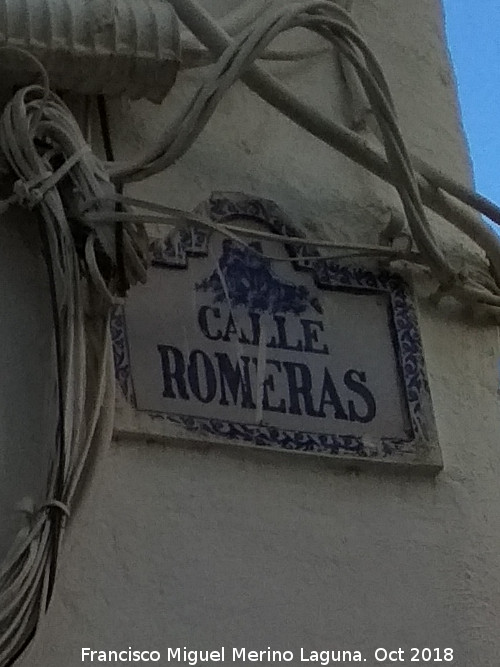 CALLE
ROMERAS
Francisco Miguel Merino Laguna. Oct 2018